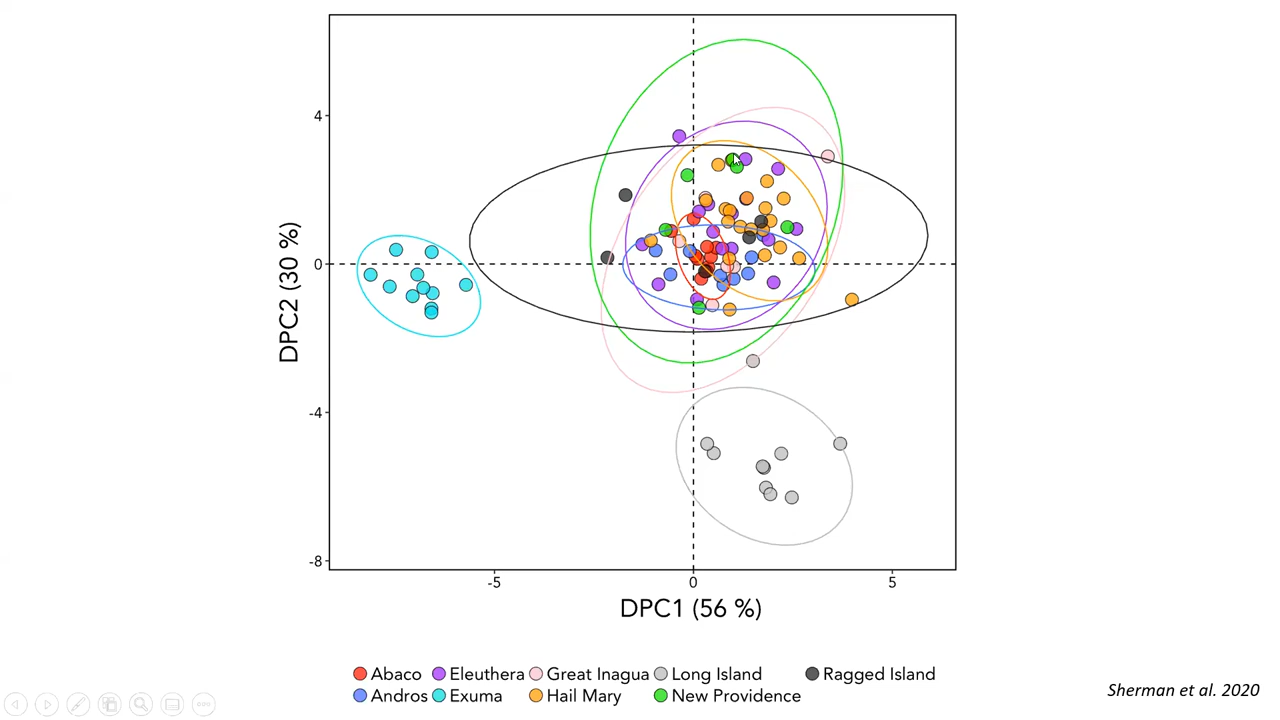 4
0
-4
-8
DPC2 (30 %)
-5 0 5
DPC1 (56 %)
Abaco Eleuthera Great Inagua Long Island Ragged Island
Andros Exuma Hail Mary New Providence
Sherman et al. 2020